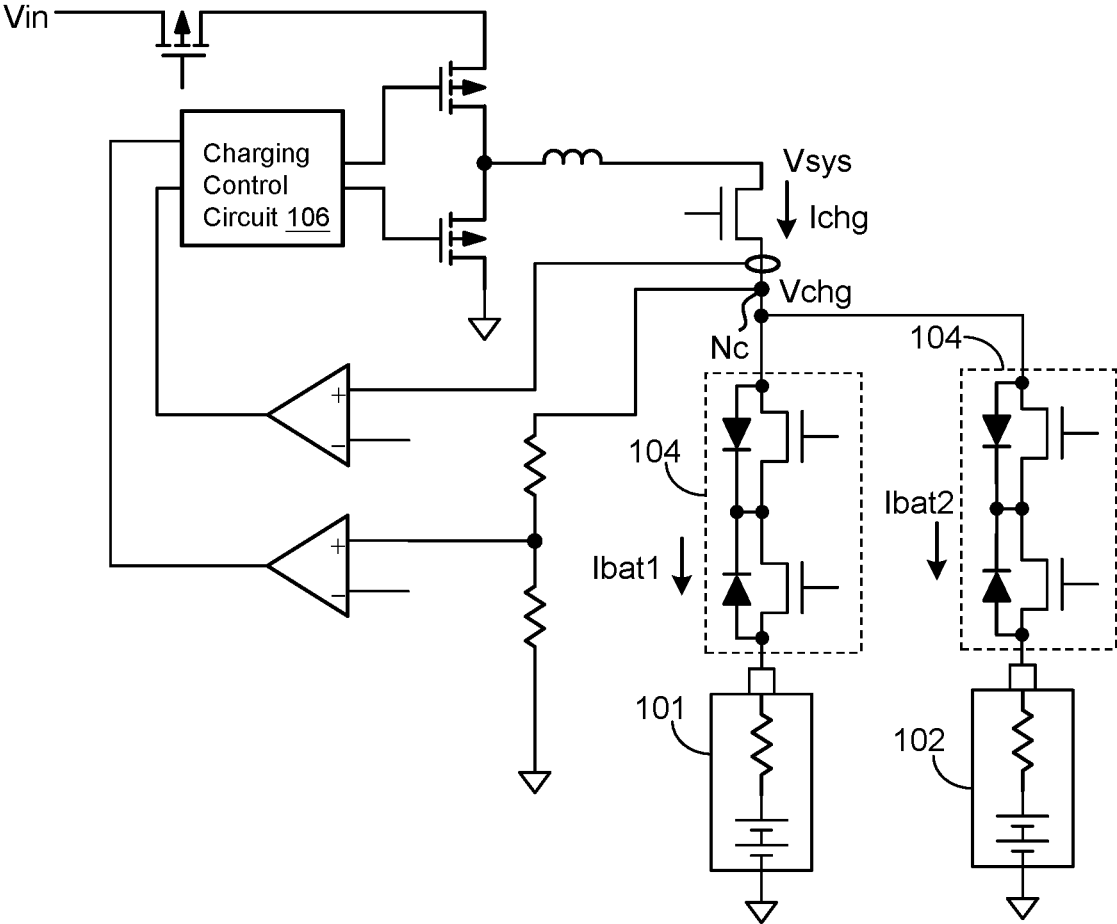 Vin
Charging
Control
Circuit 106
Vsys
Ichg
Vchg
Nc
104
104
+
−
Ibat2
+
−
Ibat1
101
102